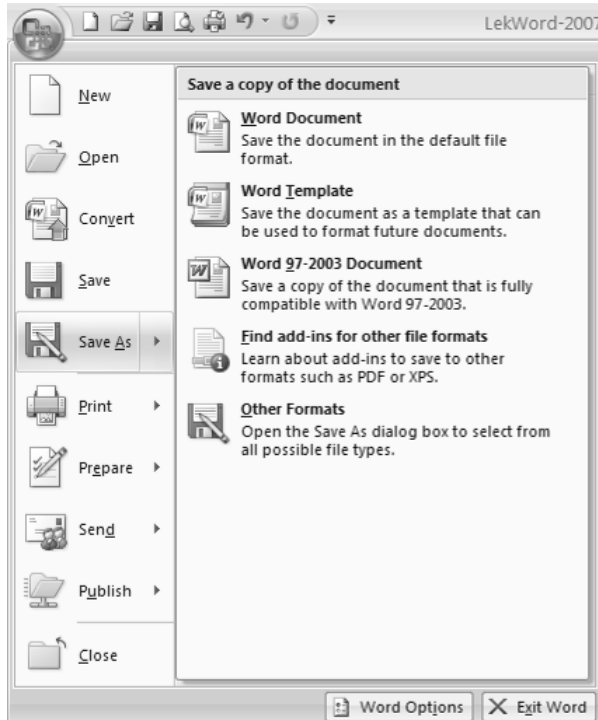 LekWord-2007
New
Open
Convert
Save
Save As
Print
Prepare
Send
Publish
Close
Save a copy of the document
Word Document
Save the document in the default file
format.
Word Template
Save the document as a template that can
be used to format future documents.
Word 97-2003 Document
Save a copy of the document that is fully
compatible with Word 97-2003.
Find add-ins for other file formats
Learn about add-ins to save to other
formats such as PDF or XPS.
Other Formats
Open the Save As dialog box to select from
all possible file types.
Word Options
Exit Word